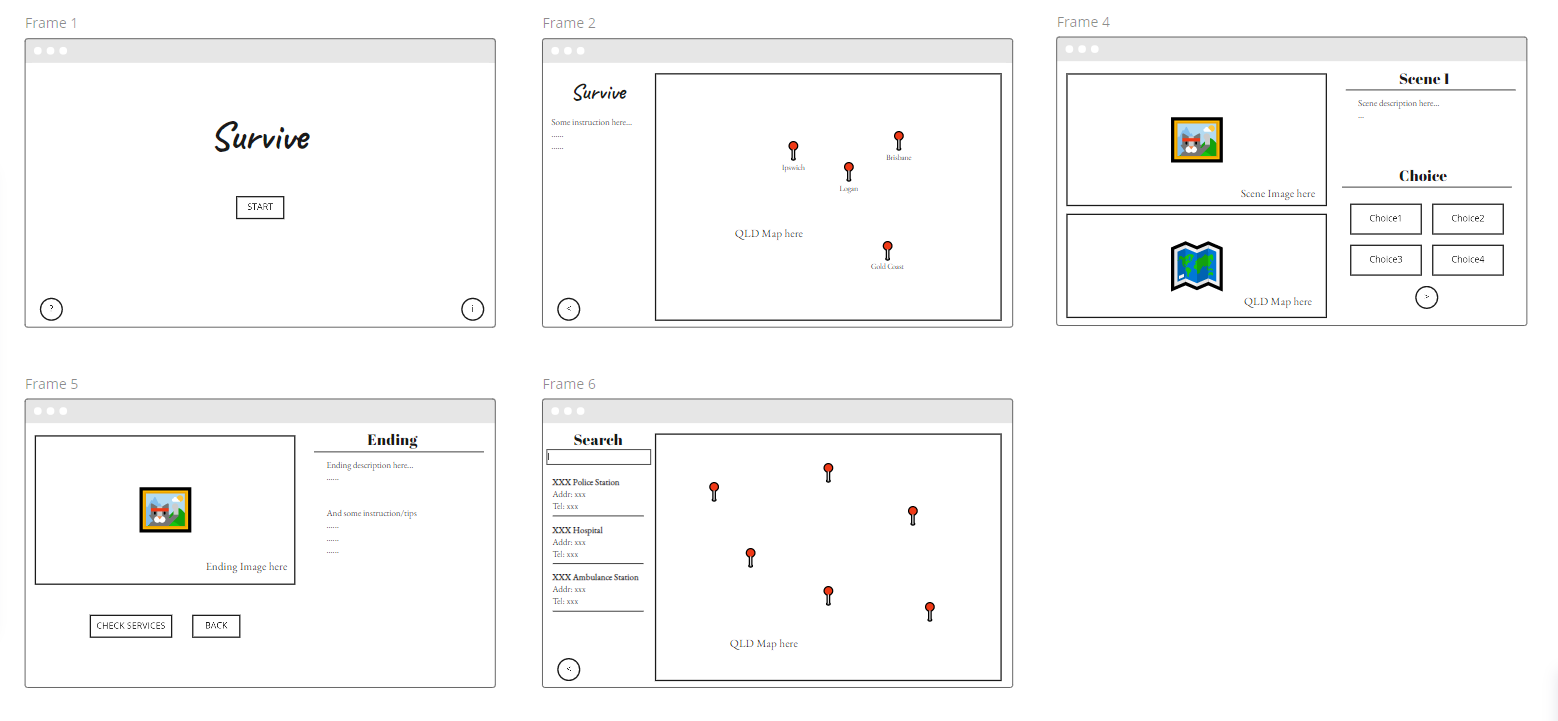 Frame 1
Survive
START
?
i
Frame 2
Survive
Some instruction here...
......
......
Ipswich
Brisbane
Logan
QLD Map here
Gold Coast
<
Frame 4
Scene Image here
QLD Map here
Scene 1
Scene description here...
...
Choice
Choice1
Choice2
Choice3
Choice4
>
Frame 5
Ending Image here
CHECK SERVICES
BACK
Ending
Ending description here...
......
And some instruction/tips
......
......
......
Frame 6
Search
XXX Police Station
Addr: xxx
Tel: xxx
XXX Hospital
Addr: xxx
Tel: xxx
XXX Ambulance Station
Addr: xxx
Tel: xxx
<
QLD Map here